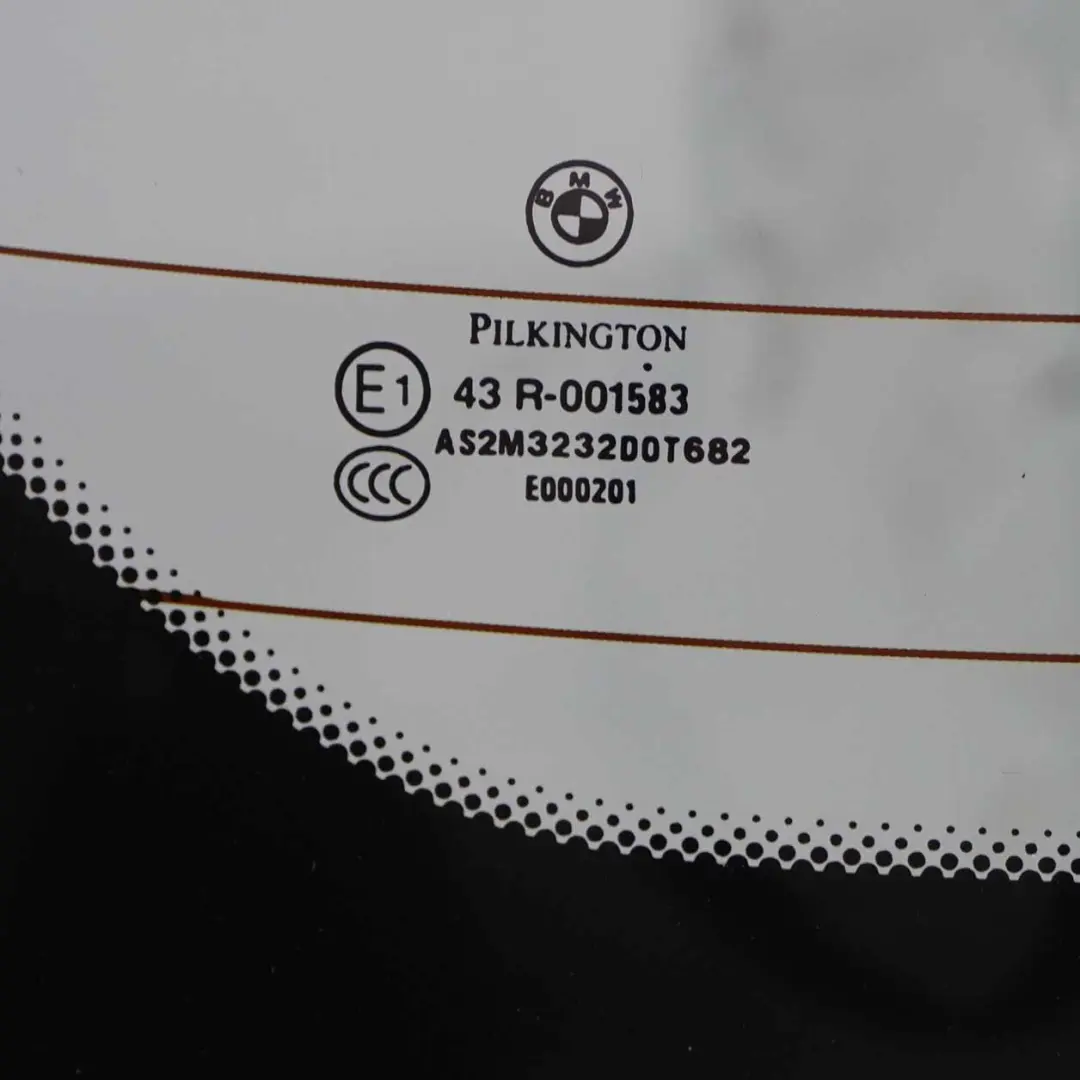 BMW
PILKINGTON
E1 43 R-001583
AS2M3232D0T682
CCC E000201